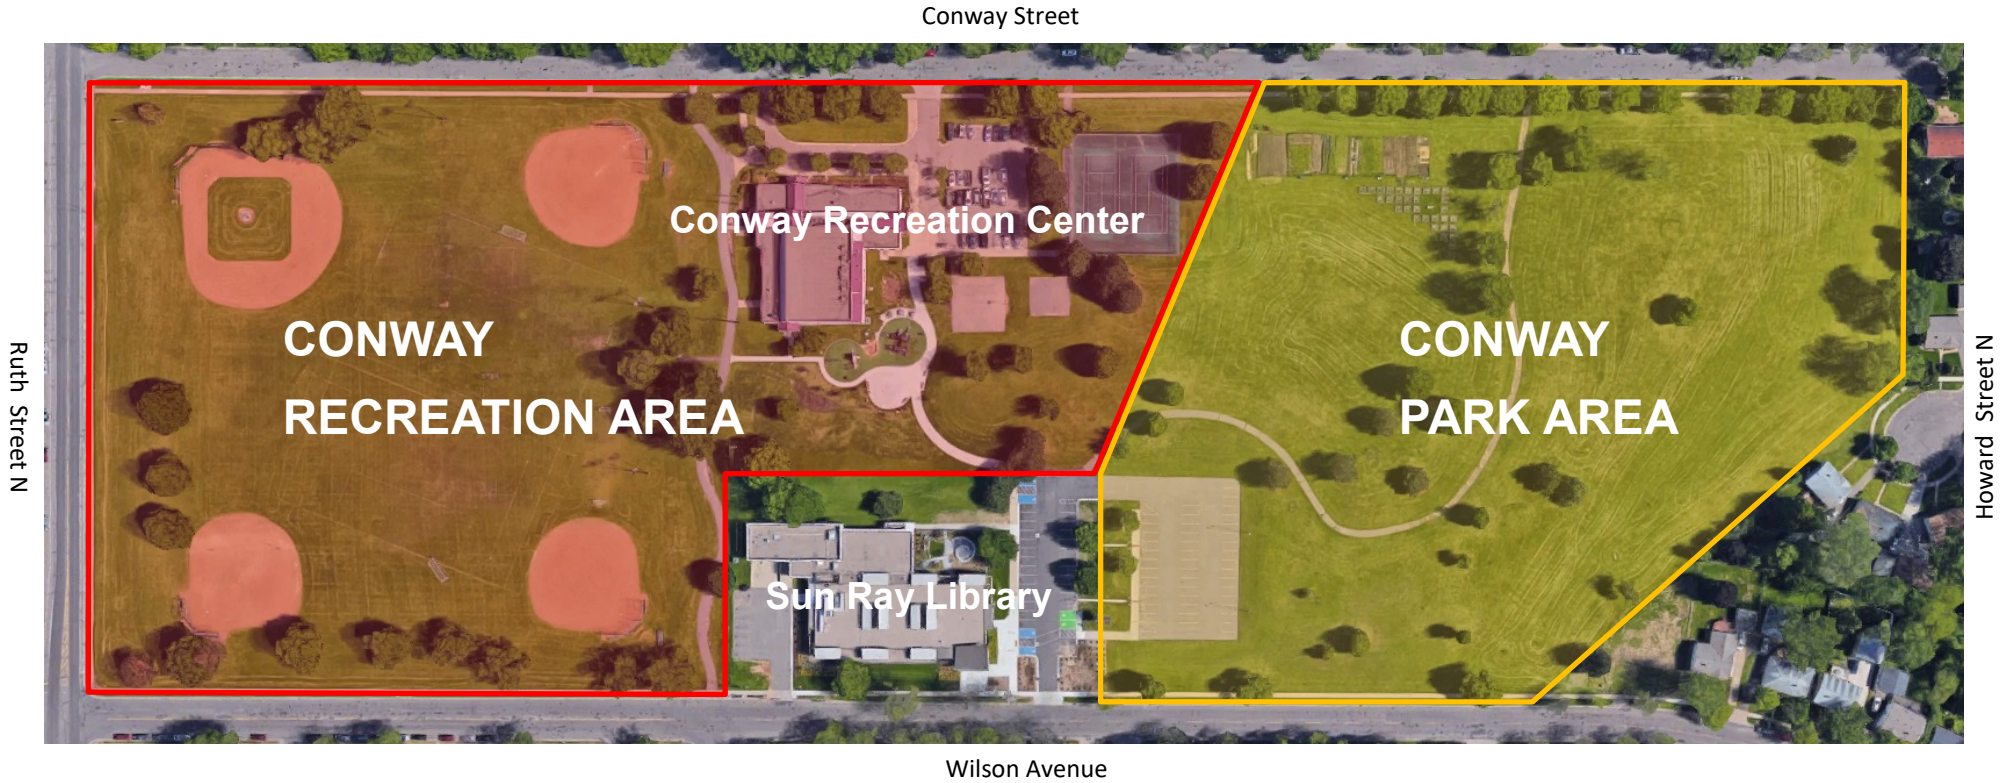 Conway Street
Conway Recreation Center
CONWAY
RECREATION AREA
CONWAY
PARK AREA
Ruth Street N
Howard Street N
Sun Ray Library
Wilson Avenue